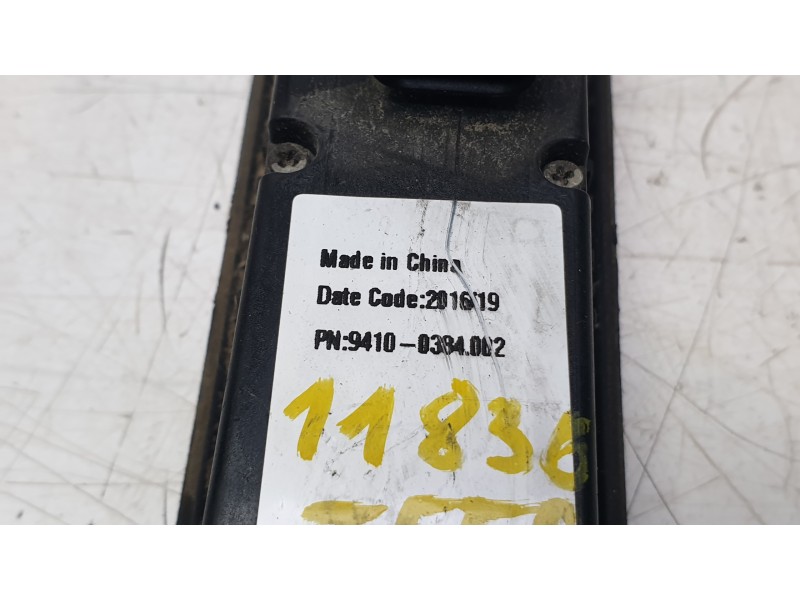 Made in China
Date Code:2016/19
PN:9410-0384.002
11836